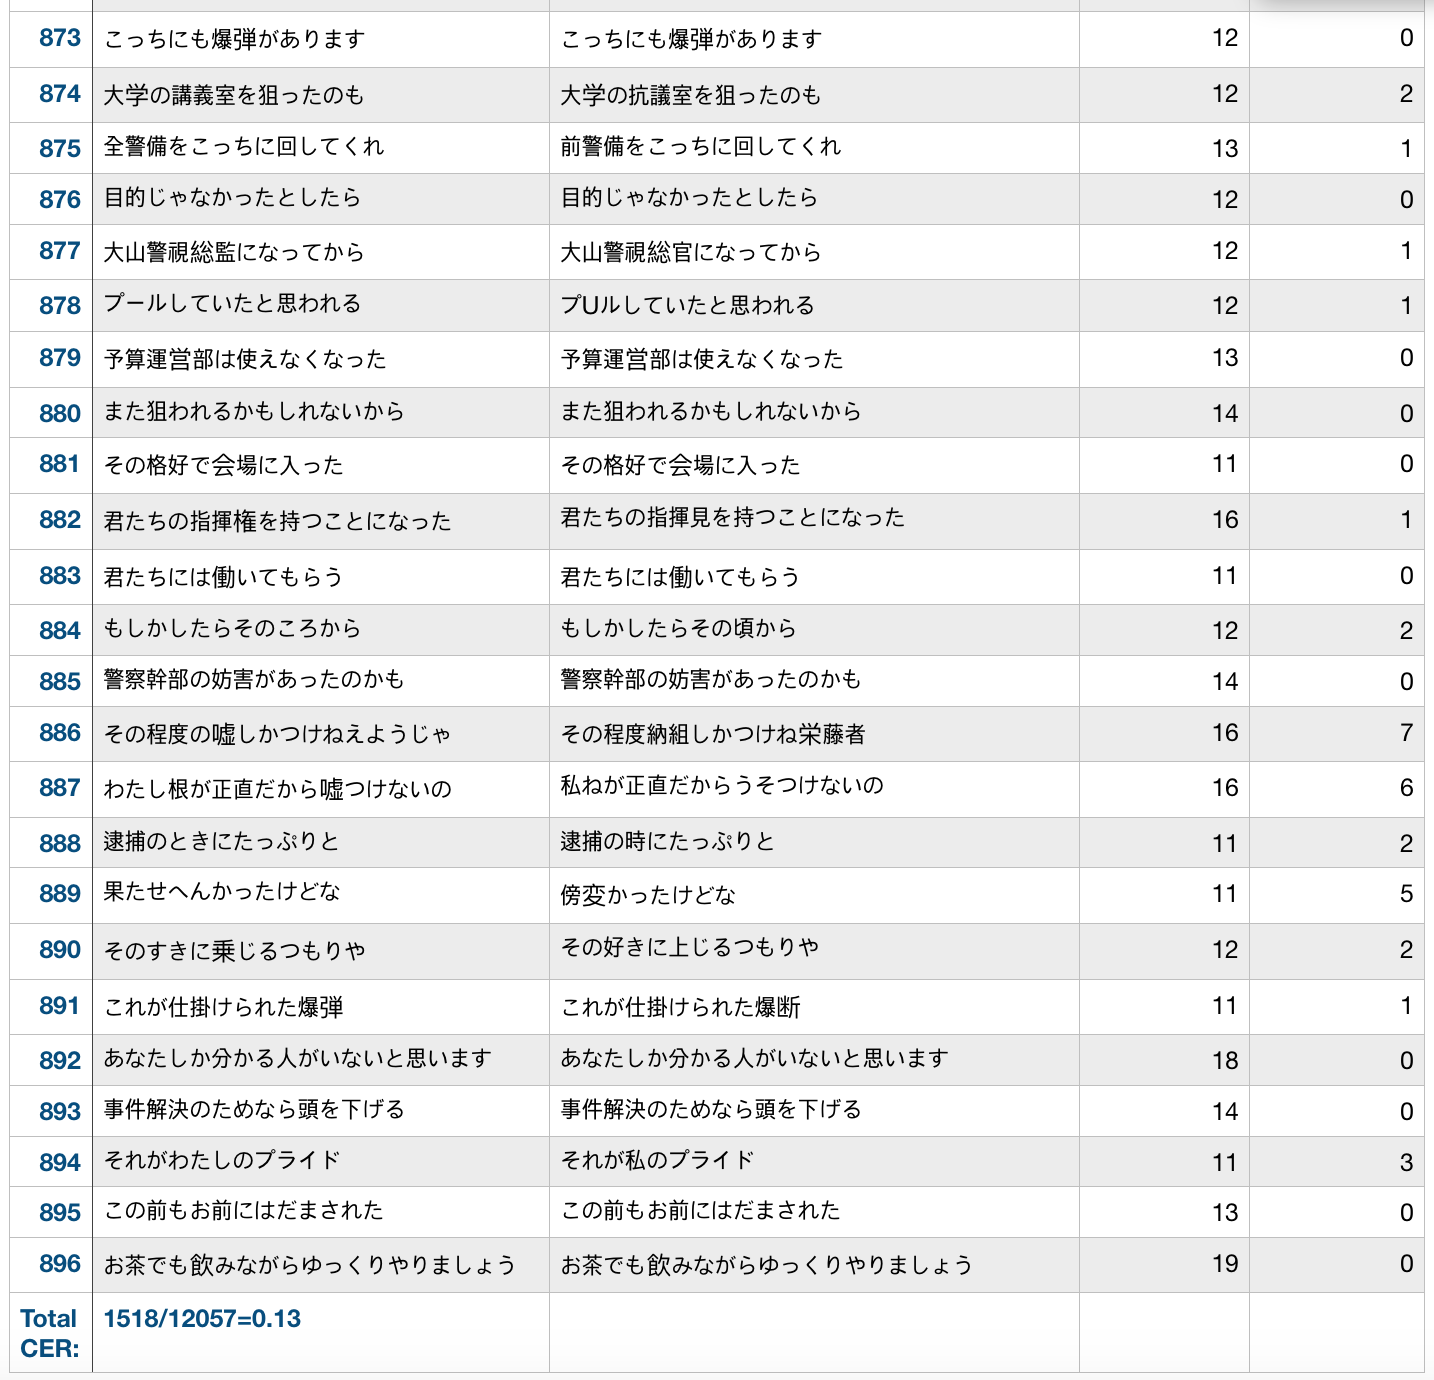 873 こっちにも爆弾があります こっちにも爆弾があります 12 0
874 大学の講義室を狙ったのも 大学の抗議室を狙ったのも 12 2
875 全警備をこっちに回してくれ 前警備をこっちに回してくれ 13 1
876 目的じゃなかったとしたら 目的じゃなかったとしたら 12 0
877 大山警視総監になってから 大山警視総官になってから 12 1
878 プールしていたと思われる プUルしていたと思われる 12 1
879 予算運営部は使えなくなった 予算運営部は使えなくなった 13 0
880 また狙われるかもしれないから また狙われるかもしれないから 14 0
881 その格好で会場に入った その格好で会場に入った 11 0
882 君たちの指揮権を持つことになった 君たちの指揮見を持つことになった 16 1
883 君たちには働いてもらう 君たちには働いてもらう 11 0
884 もしかしたらそのころから もしかしたらその頃から 12 2
885 警察幹部の妨害があったのかも 警察幹部の妨害があったのかも 14 0
886 その程度の嘘しかつけねえようじゃ その程度納組しかつけね栄藤者 16 7
887 わたし根が正直だから嘘つけないの 私ねが正直だからうそつけないの 16 6
888 逮捕のときにたっぷりと 逮捕の時にたっぷりと 11 2
889 果たせへんかったけどな 傍変かったけどな 11 5
890 そのすきに乗じるつもりや その好きに上じるつもりや 12 2
891 これが仕掛けられた爆弾 これが仕掛けられた爆断 11 1
892 あなたしか分かる人がいないと思います あなたしか分かる人がいないと思います 18 0
893 事件解決のためなら頭を下げる 事件解決のためなら頭を下げる 14 0
894 それがわたしのプライド それが私のプライド 11 3
895 この前もお前にはだまされた この前もお前にはだまされた 13 0
896 お茶でも飲みながらゆっくりやりましょう お茶でも飲みながらゆっくりやりましょう 19 0
Total 1518/12057=0.13
CER: